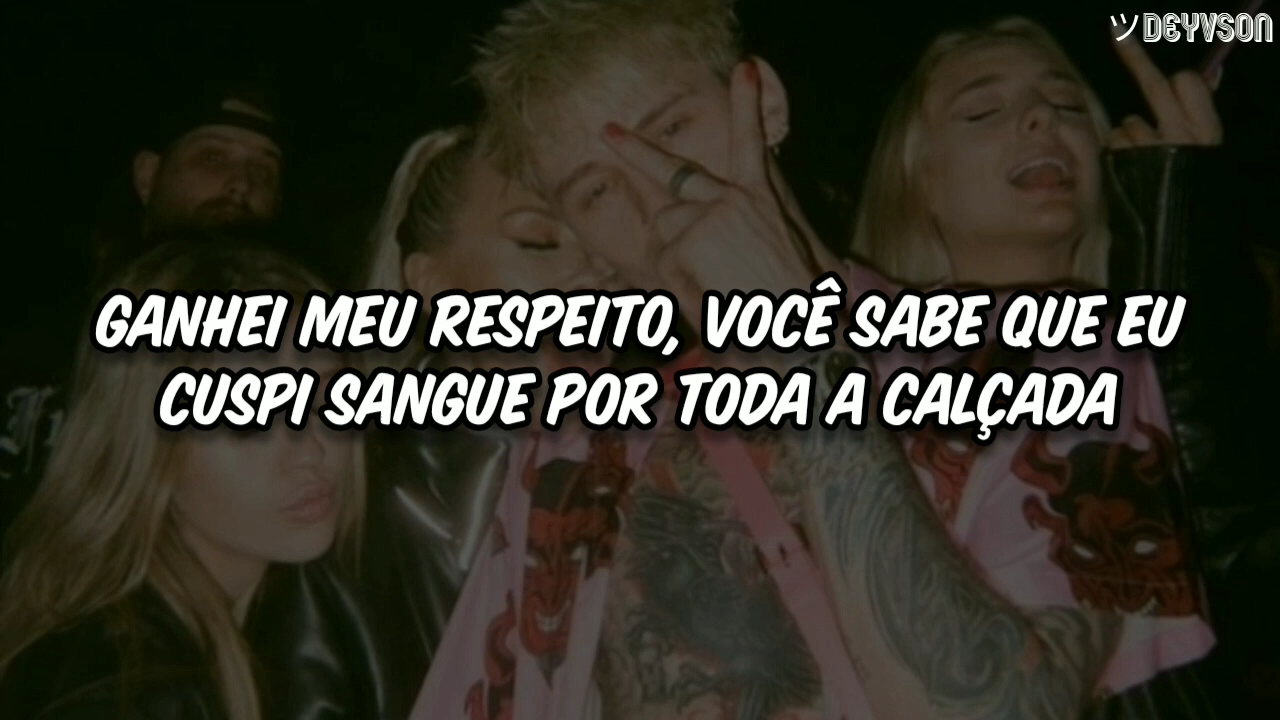 ツDEYVSON
GANHEI MEU RESPEITO, VOCÊ SABE QUE EU
CUSPI SANGUE POR TODA A CALÇADA